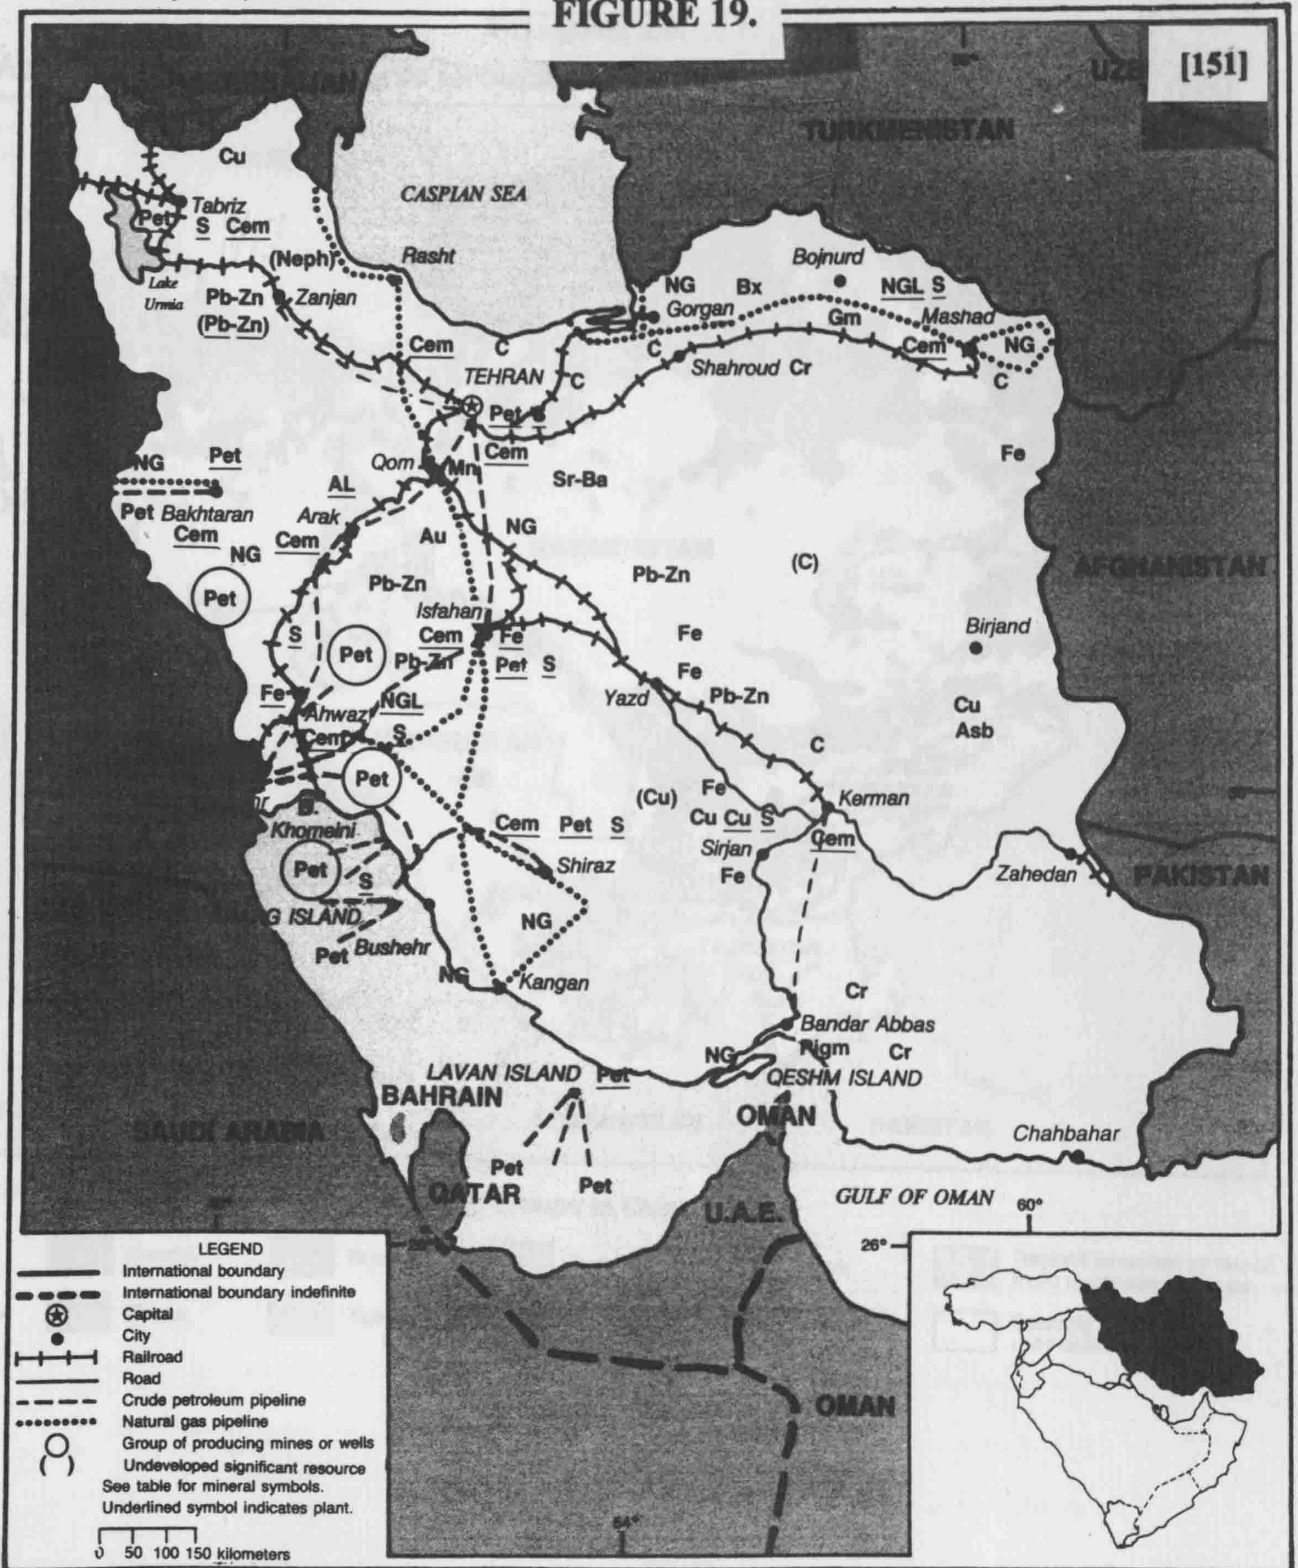 FIGURE 19.
[151]
UZB
TURKMENISTAN
Cu
CASPIAN SEA
Pet
Tabriz
S Cem
(Neph)
Rasht
Lake
Urmia
Pb-Zn
Zanjan
(Pb-Zn)
NG
Bx
Bojnurd
NGL S
Gorgan
Gm
Mashad
Cem
C
C
Cem
NG
TEHRAN
C
Shahroud Cr
C
Pet S
Cem
Fe
Qom
Mn
NG
Pet
AL
Sr-Ba
Pet
Bakhtaran
Arak
Cem
Cem
NG
Au
NG
AFGHANISTAN
Pet
Pb-Zn
Pb-Zn
(C)
Isfahan
S
Pet
Cem
Fe
Fe
Birjand
Pb-Zn
Pet S
Fe
Fe
NGL
Yazd
Pb-Zn
Cu
Ahwaz
Asb
Cem
S
C
Pet
Fe
(Cu)
Kerman
Khomeini
Cem Pet S
Cu Cu S
Cem
Sirjan
Pet
S
Shiraz
Fe
Zahedan
PAKISTAN
G ISLAND
NG
Pet
Bushehr
NG
Kangan
Cr
Bandar Abbas
NG
Pigm
Cr
LAVAN ISLAND
Pet
QESHM ISLAND
BAHRAIN
OMAN
SAUDI ARABIA
Chahbahar
Pet
QATAR
Pet
U.A.E.
GULF OF OMAN
60°
26°
LEGEND
International boundary
International boundary indefinite
Capital
City
Railroad
Road
Crude petroleum pipeline
Natural gas pipeline
Group of producing mines or wells
Undeveloped significant resource
See table for mineral symbols.
Underlined symbol indicates plant.
0 50 100 150 kilometers
OMAN
54°